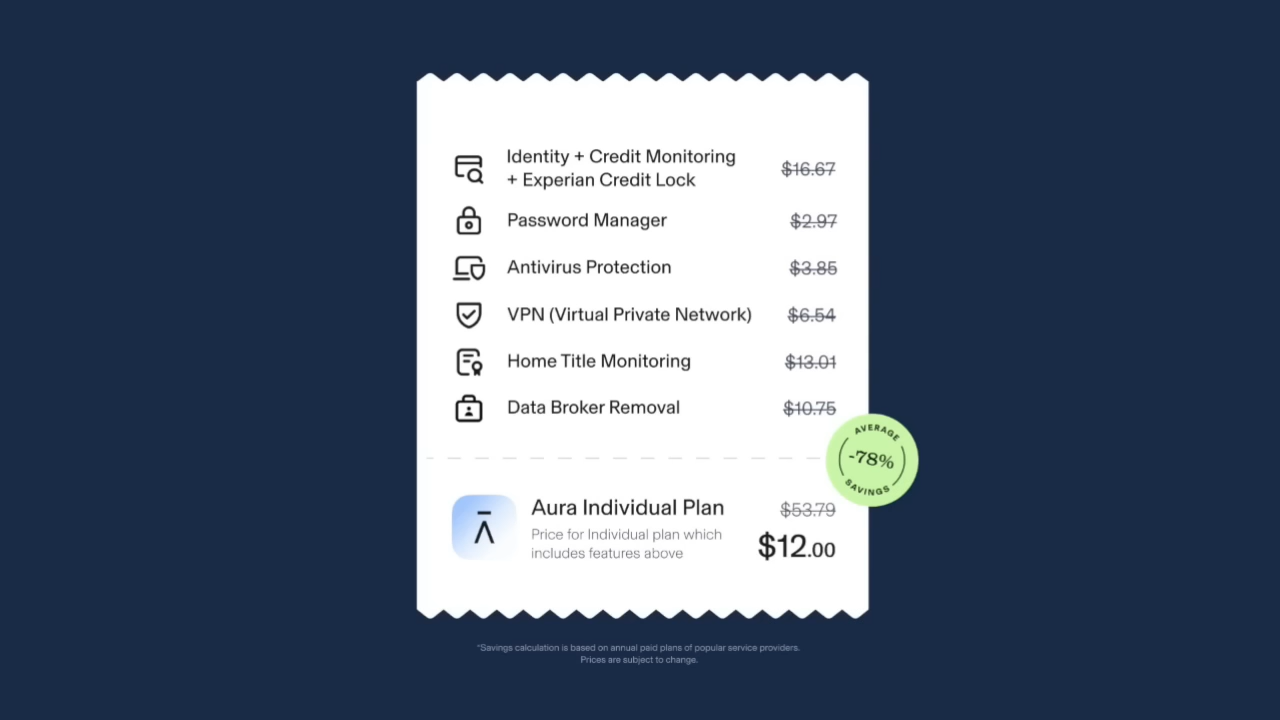 Identity + Credit Monitoring
+ Experian Credit Lock
$16.67
Password Manager
$2.97
Antivirus Protection
$3.85
VPN (Virtual Private Network)
$6.54
Home Title Monitoring
$13.01
Data Broker Removal
$10.75
AVERAGE
-78%
SAVINGS
Aura Individual Plan
$53.79
Price for Individual plan which
includes features above
$12.00
*Savings calculation is based on annual paid plans of popular service providers.
Prices are subject to change.